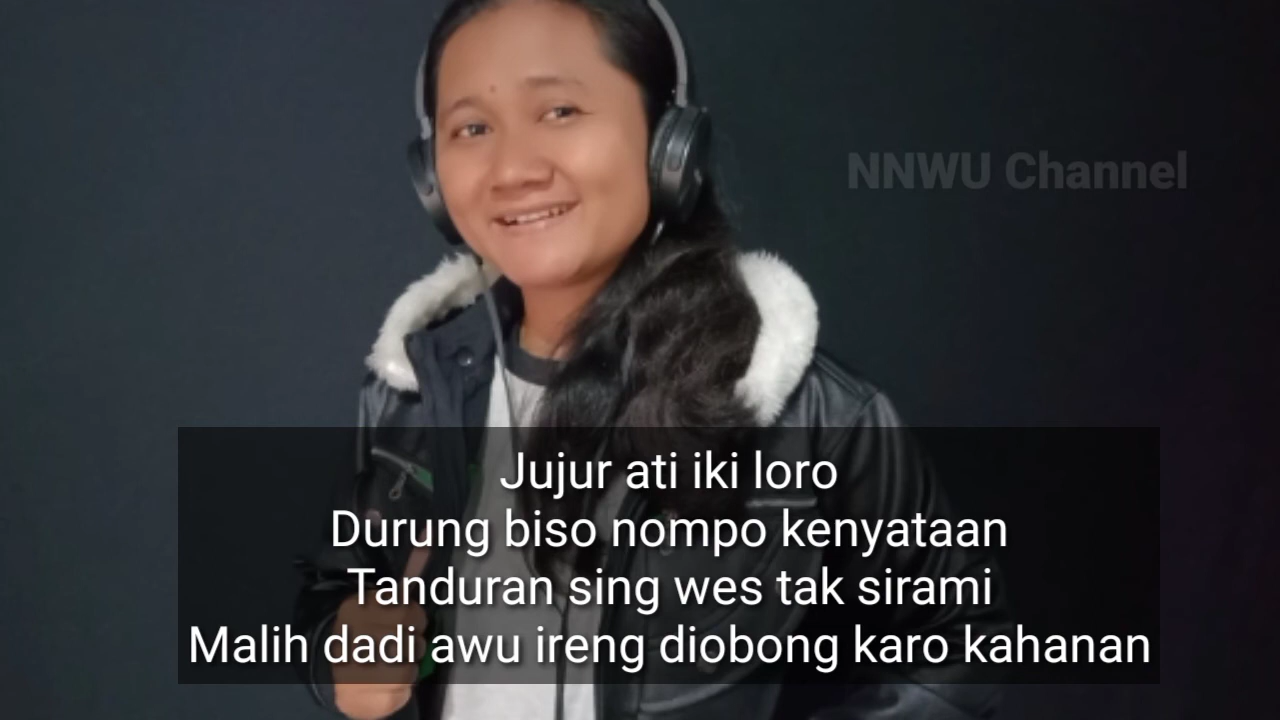 NNWU Channel
Jujur ati iki loro
Durung biso nompo kenyataan
Tanduran sing wes tak sirami
Malih dadi awu ireng diobong karo kahanan